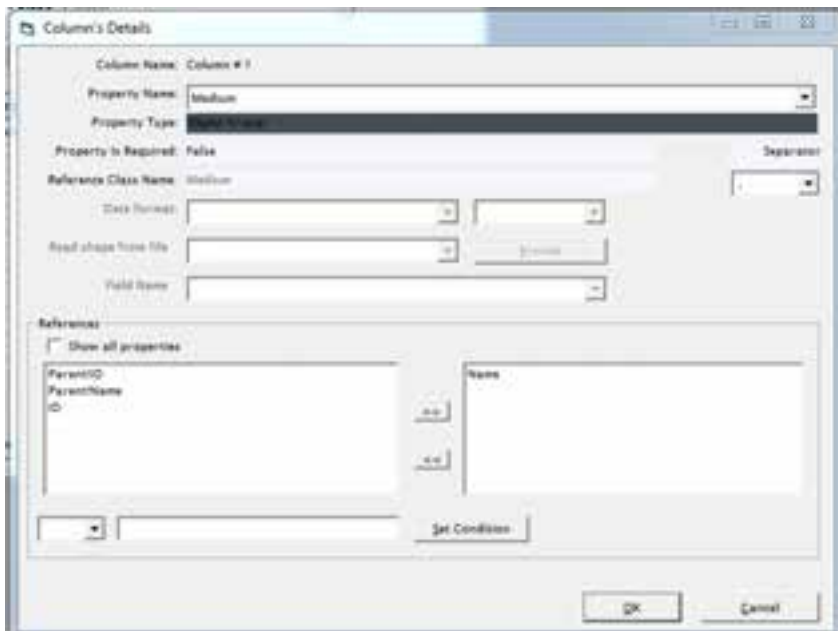 Column's Details
Column Name: Column # 1
Property Name: Medium
Property Type:
Property Is Required: False
Separator
Reference Class Name: Medium
Data Format:
Read shape from file
Field Name
References
Show all properties
ParentID
ParentName
ID
Name
>>
<<
Set Condition
OK
Cancel